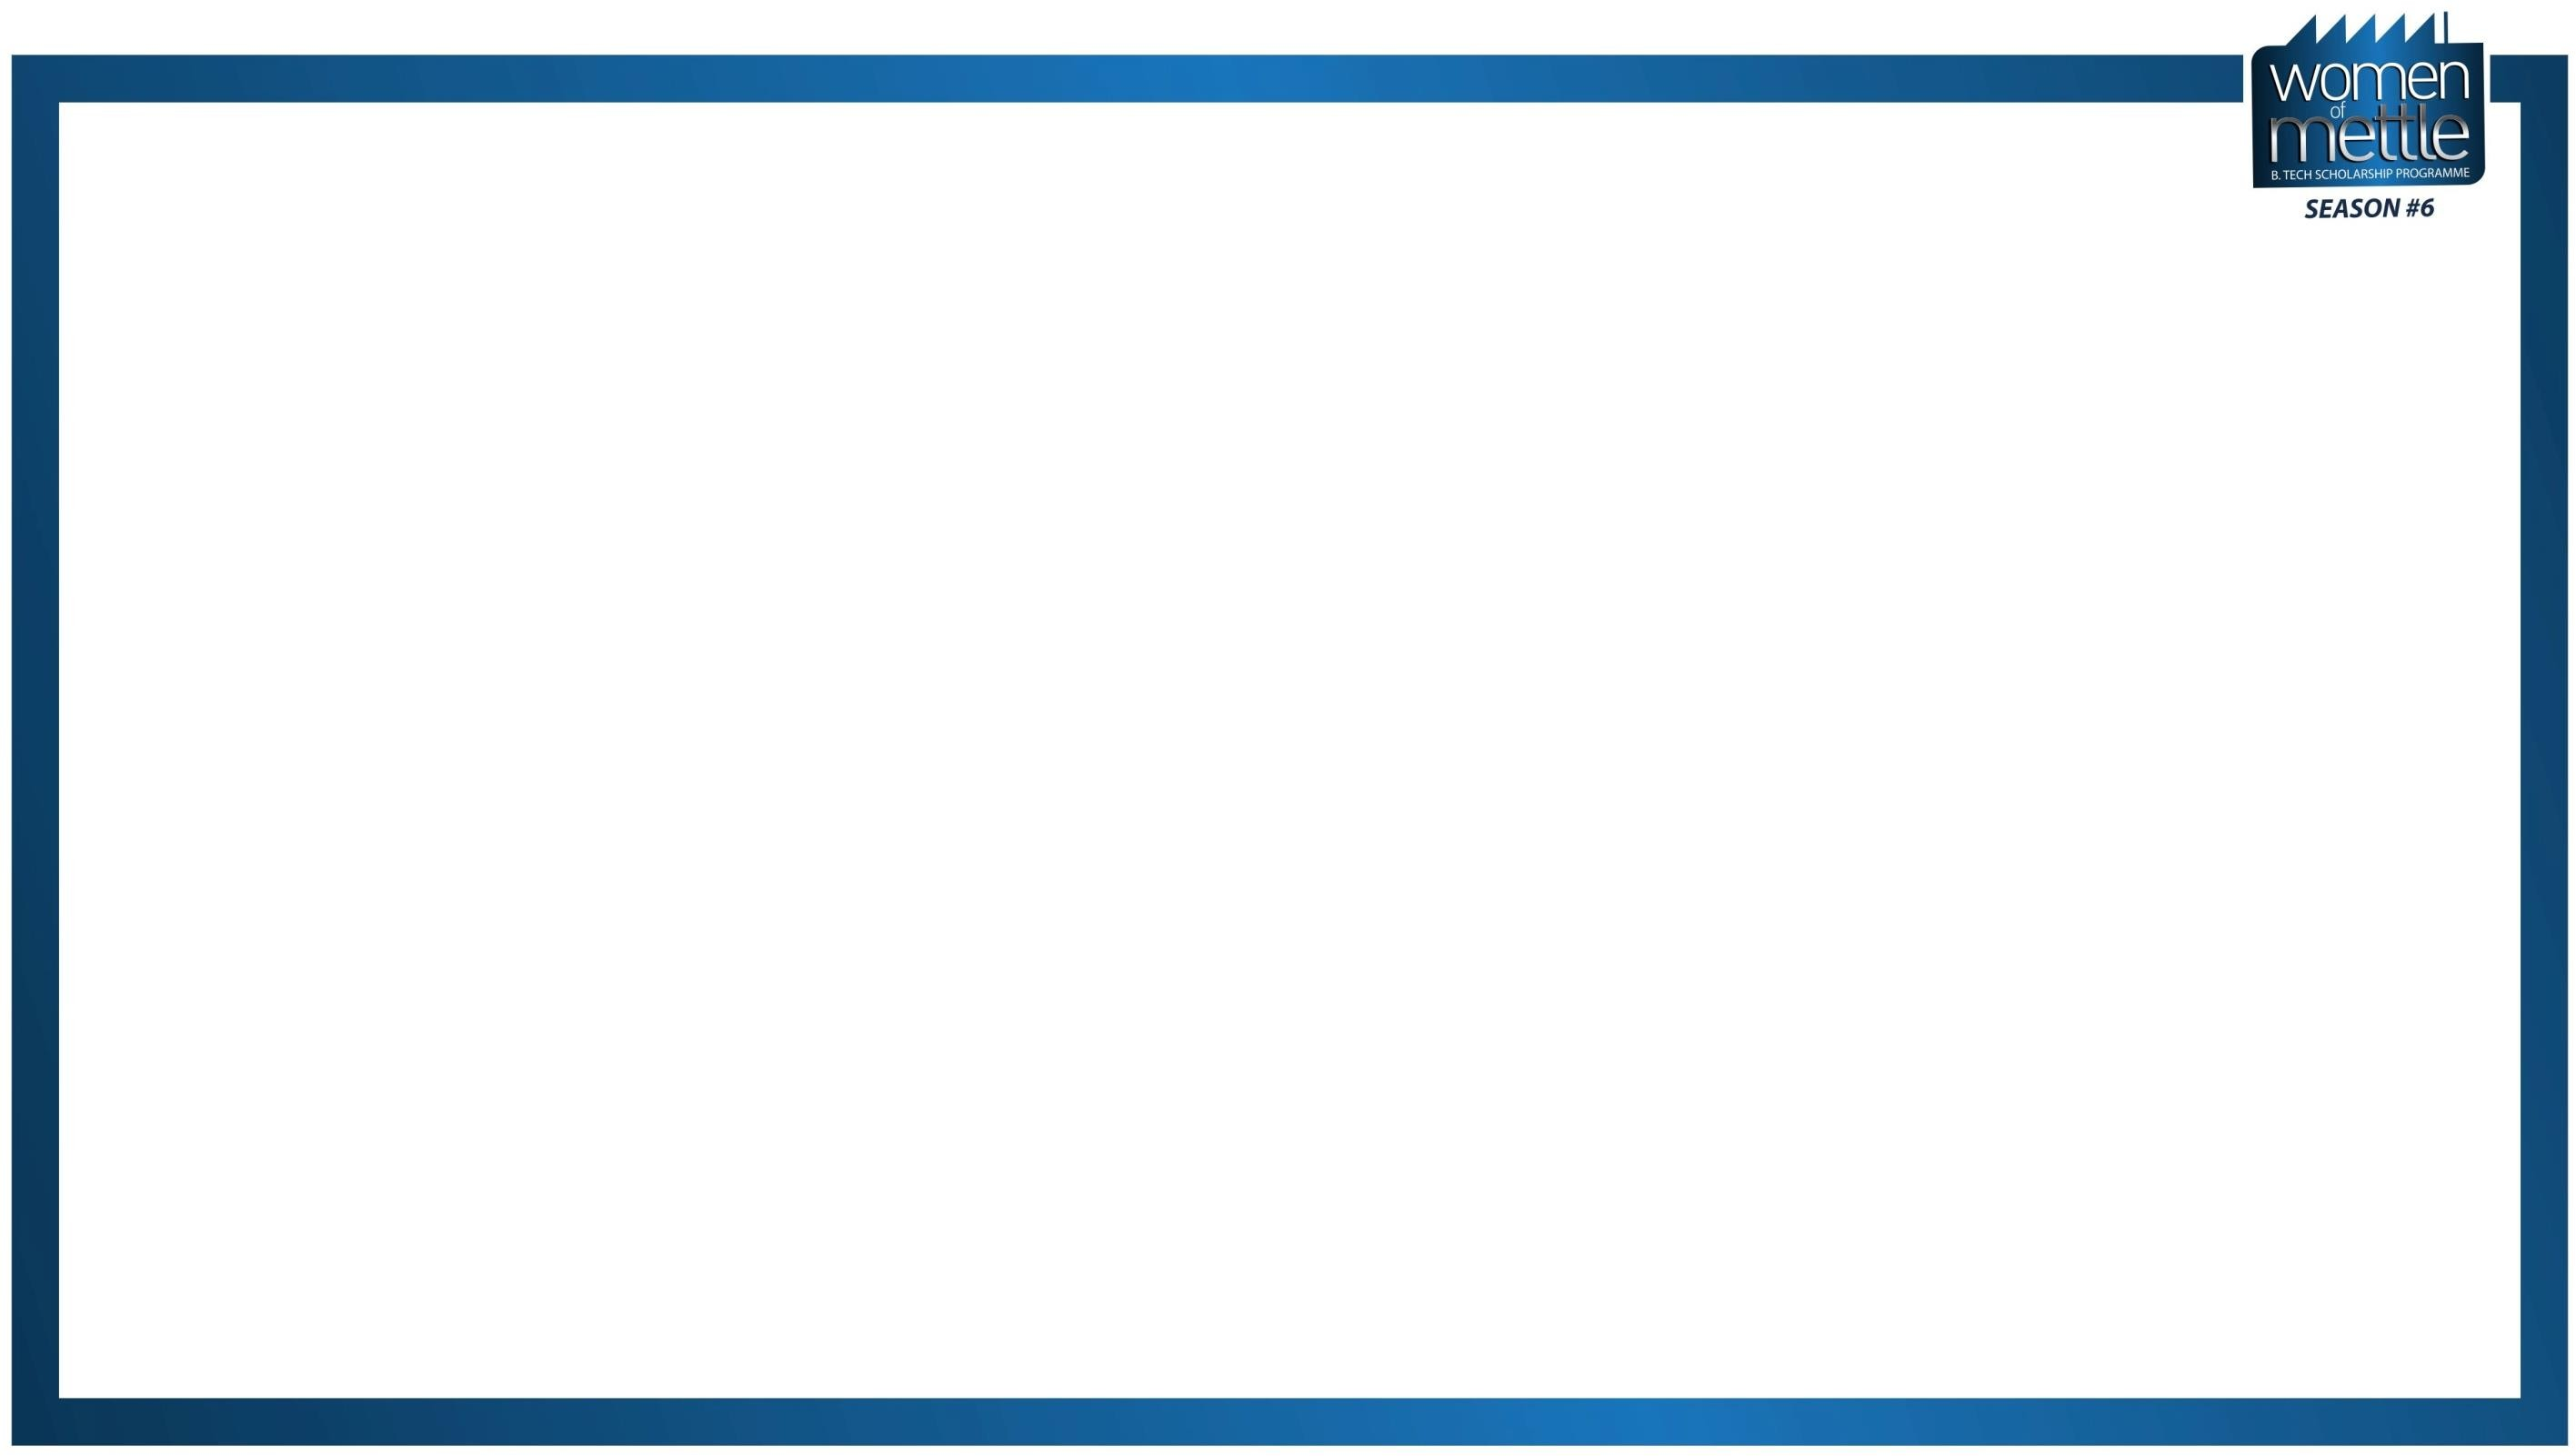 women
of
mettle
B. TECH SCHOLARSHIP PROGRAMME
SEASON #6